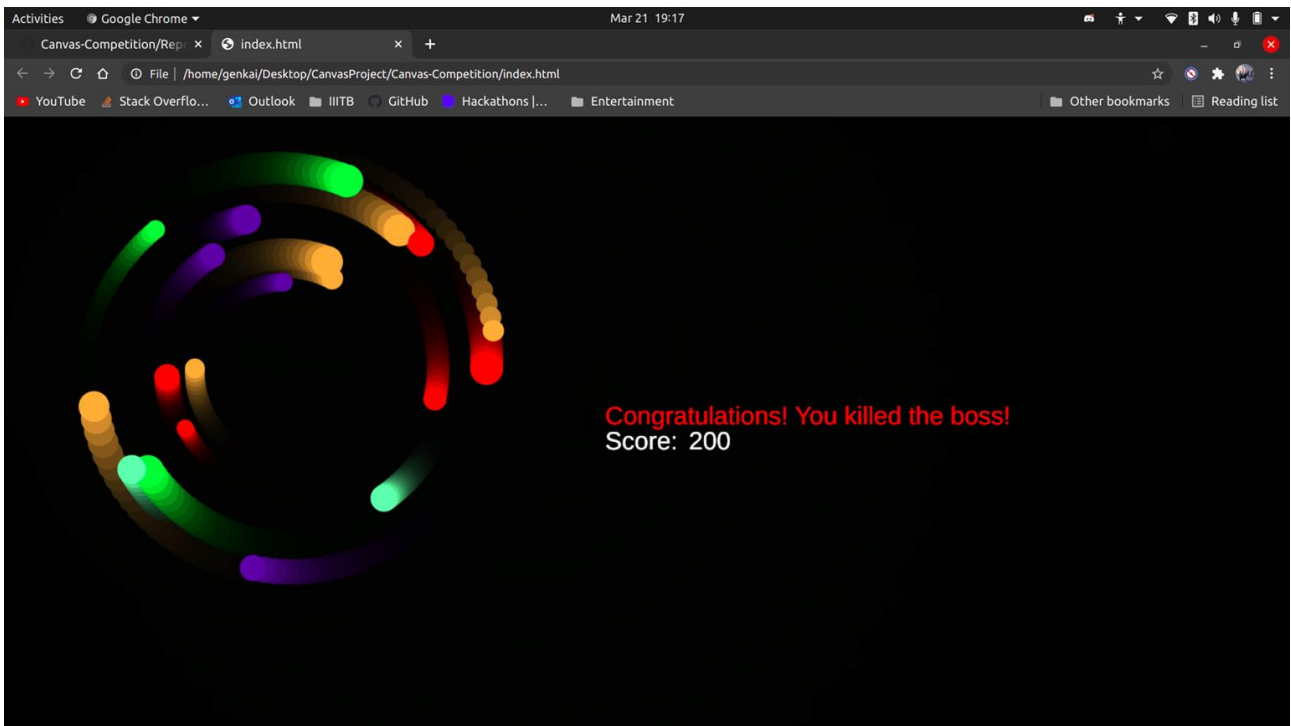 Activities Google Chrome Mar 21 19:17
Canvas-Competition/Rep index.html
File /home/genkai/Desktop/CanvasProject/Canvas-Competition/index.html
YouTube Stack Overflo... Outlook IIITB GitHub Hackathons |... Entertainment Other bookmarks Reading list
Congratulations! You killed the boss!
Score: 200